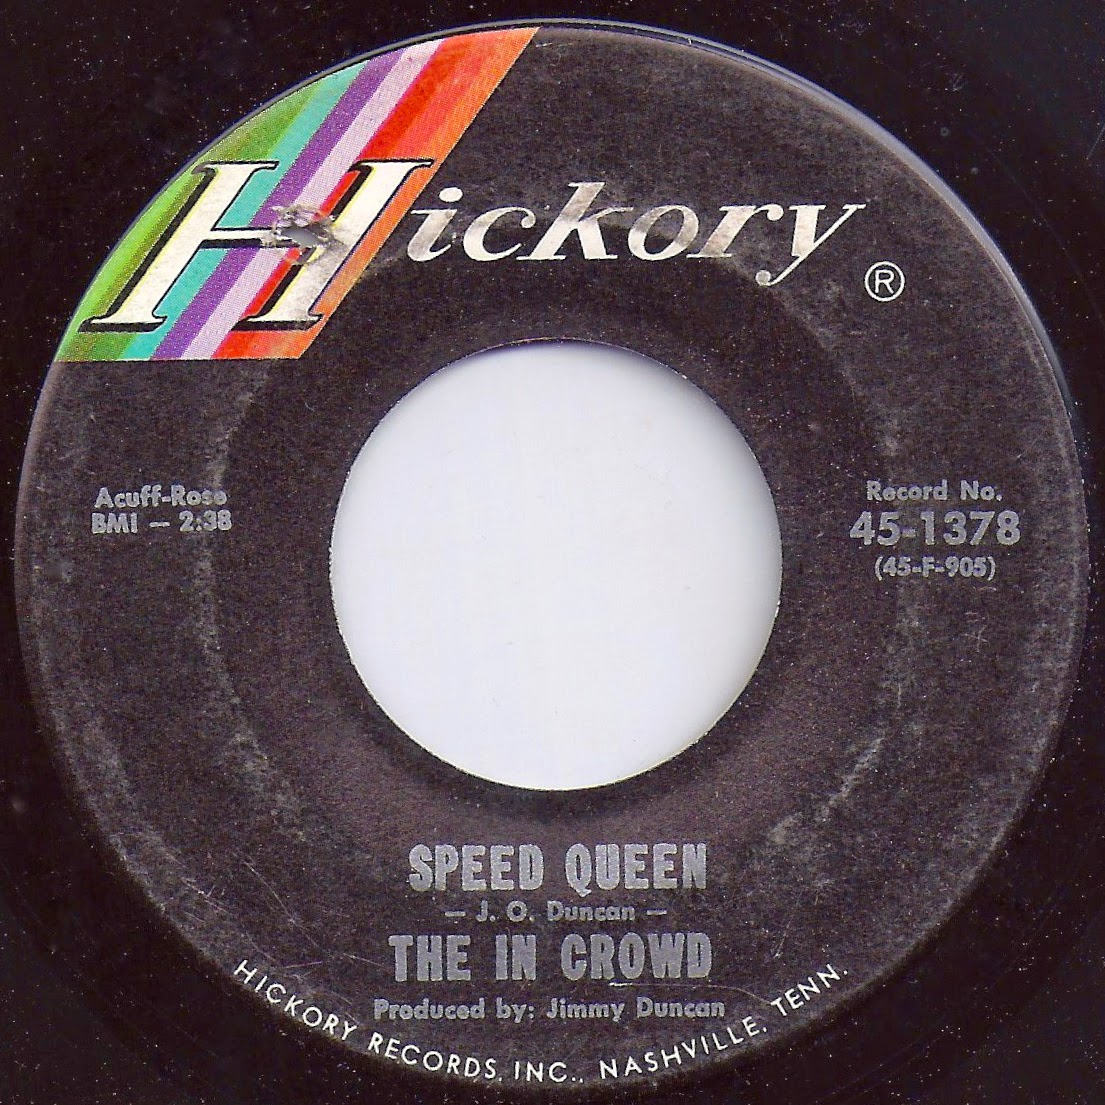 Hickory ®
Acuff-Rose
BMI — 2:38
Record No.
45-1378
(45-F-905)
SPEED QUEEN
— J. O. Duncan —
THE IN CROWD
Produced by: Jimmy Duncan
HICKORY RECORDS, INC., NASHVILLE, TENN.